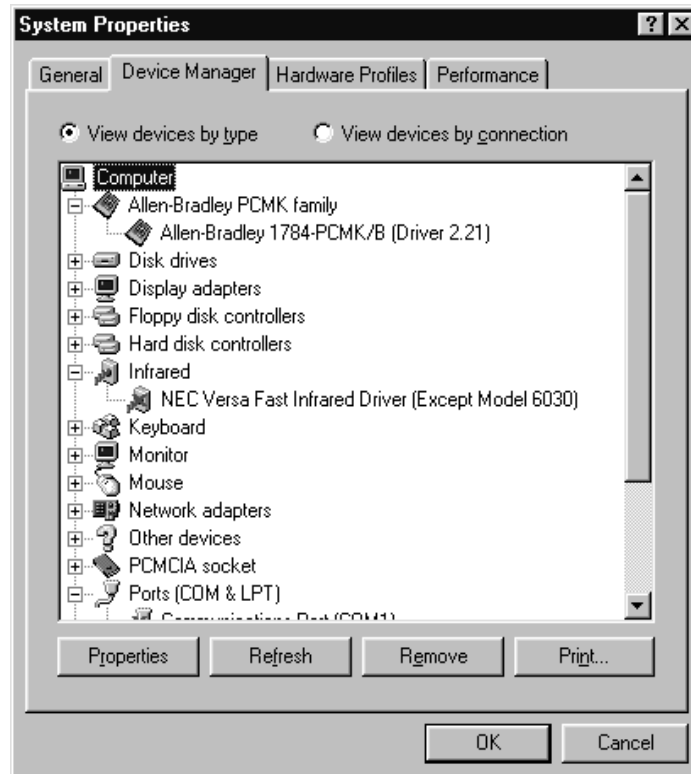 System Properties
General Device Manager Hardware Profiles Performance
View devices by type View devices by connection
Computer
Allen-Bradley PCMK family
Allen-Bradley 1784-PCMK/B (Driver 2.21)
Disk drives
Display adapters
Floppy disk controllers
Hard disk controllers
Infrared
NEC Versa Fast Infrared Driver (Except Model 6030)
Keyboard
Monitor
Mouse
Network adapters
Other devices
PCMCIA socket
Ports (COM & LPT)
Communications Port (COM1)
Properties Refresh Remove Print...
OK Cancel